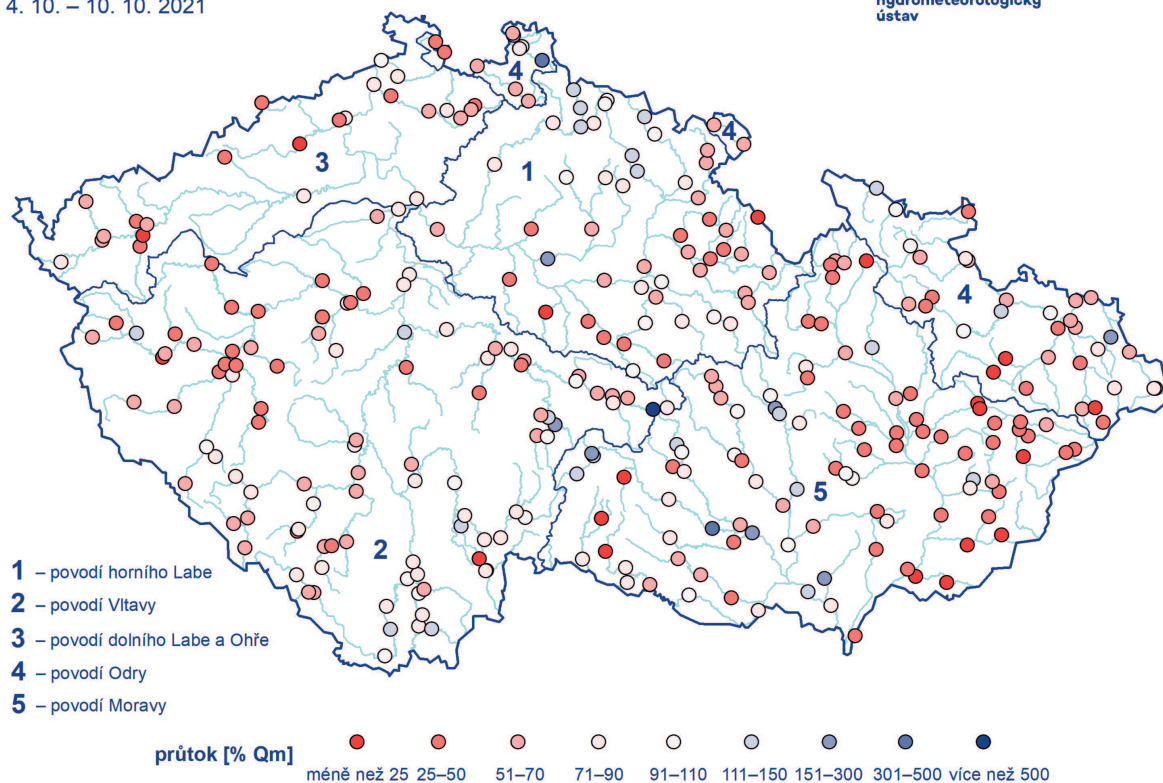 4. 10. – 10. 10. 2021
hydrometeorologický
ústav
4
4
3
1
4
5
2
1 – povodí horního Labe
2 – povodí Vltavy
3 – povodí dolního Labe a Ohře
4 – povodí Odry
5 – povodí Moravy
průtok [% Qm]
méně než 25 25–50 51–70 71–90 91–110 111–150 151–300 301–500 více než 500